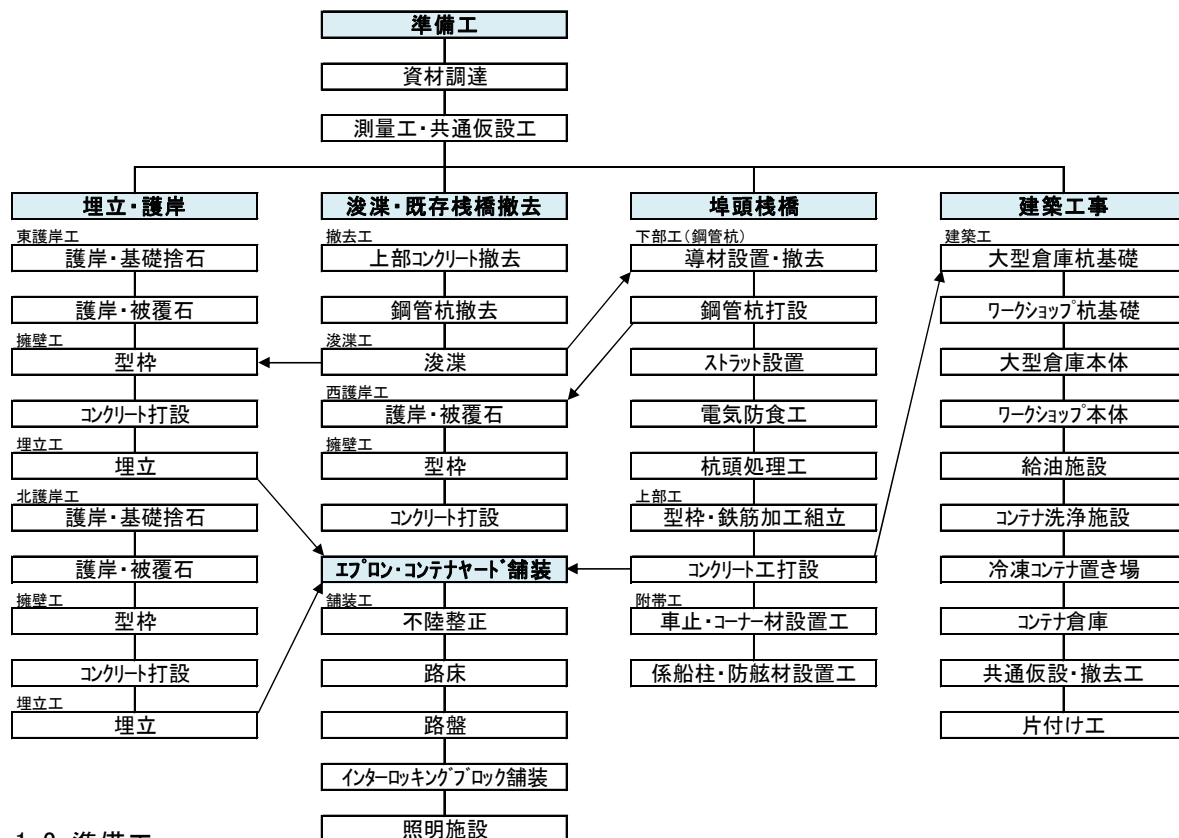 準備工
資材調達
測量工・共通仮設工
埋立・護岸
東護岸工
護岸・基礎捨石
護岸・被覆石
擁壁工
型枠
コンクリート打設
埋立工
埋立
北護岸工
護岸・基礎捨石
護岸・被覆石
擁壁工
型枠
コンクリート打設
埋立工
埋立
浚渫・既存桟橋撤去
撤去工
上部コンクリート撤去
鋼管杭撤去
浚渫工
浚渫
西護岸工
護岸・被覆石
擁壁工
型枠
コンクリート打設
エプロン・コンテナヤード舗装
舗装工
不陸整正
路床
路盤
インターロッキングブロック舗装
照明施設
埠頭桟橋
下部工(鋼管杭)
導材設置・撤去
鋼管杭打設
ストラット設置
電気防食工
杭頭処理工
上部工
型枠・鉄筋加工組立
コンクリート工打設
附帯工
車止・コーナー材設置工
係船柱・防舷材設置工
建築工事
建築工
大型倉庫杭基礎
ワークショップ杭基礎
大型倉庫本体
ワークショップ本体
給油施設
コンテナ洗浄施設
冷凍コンテナ置き場
コンテナ倉庫
共通仮設・撤去工
片付け工